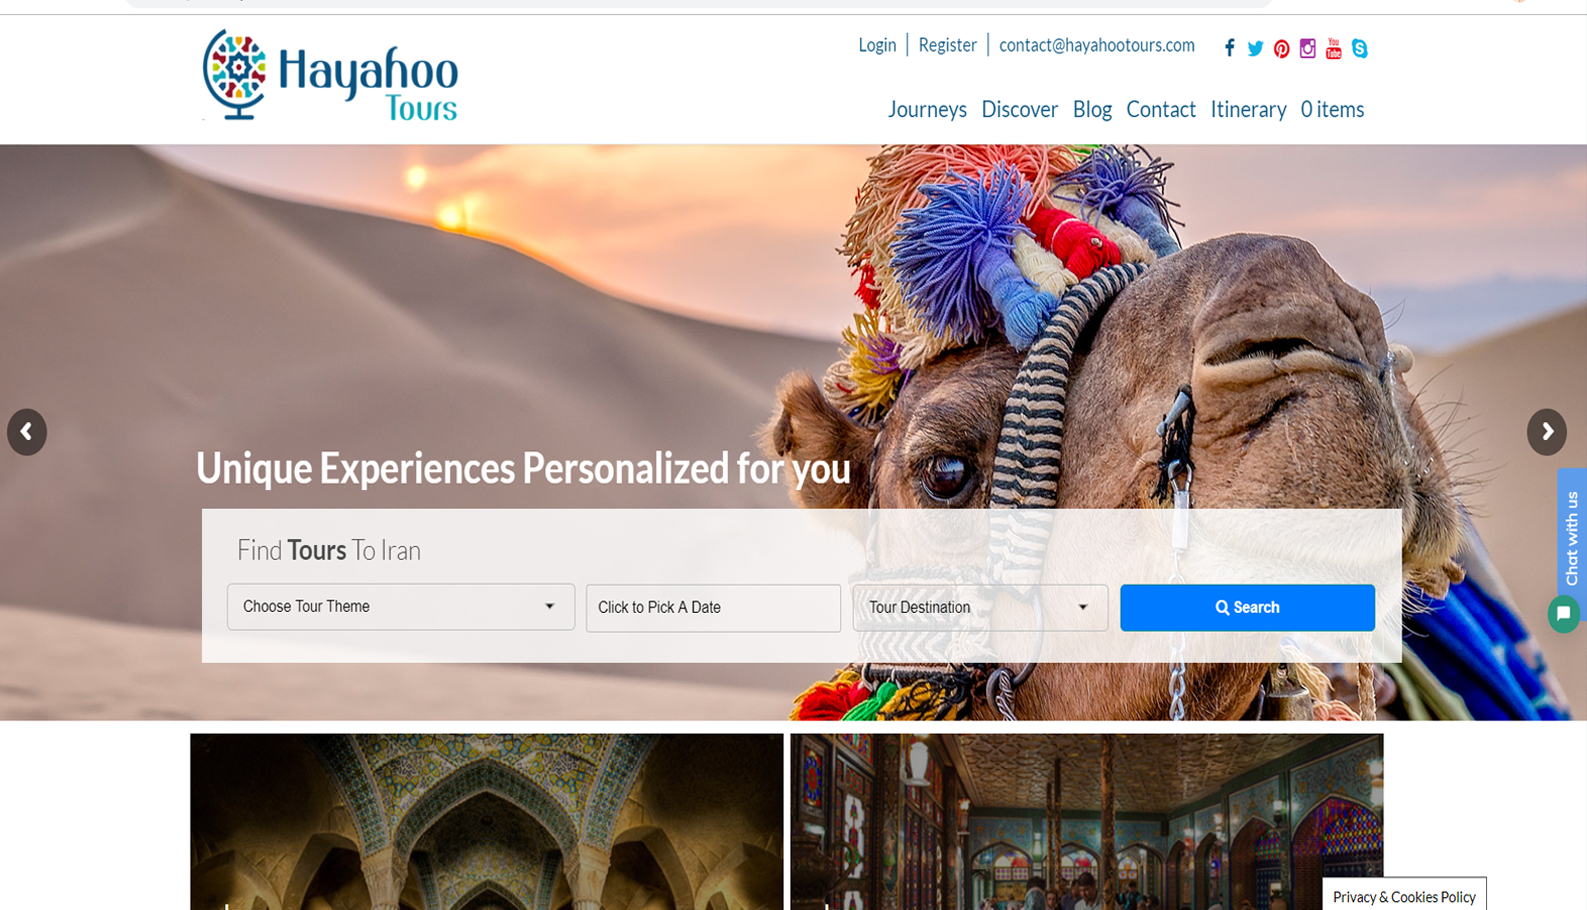 Hayahoo
Tours
Login | Register | contact@hayahootours.com
You
Tube
Journeys Discover Blog Contact Itinerary 0 items
Unique Experiences Personalized for you
Find Tours To Iran
Choose Tour Theme
Click to Pick A Date
Tour Destination
Search
Chat with us
Privacy & Cookies Policy